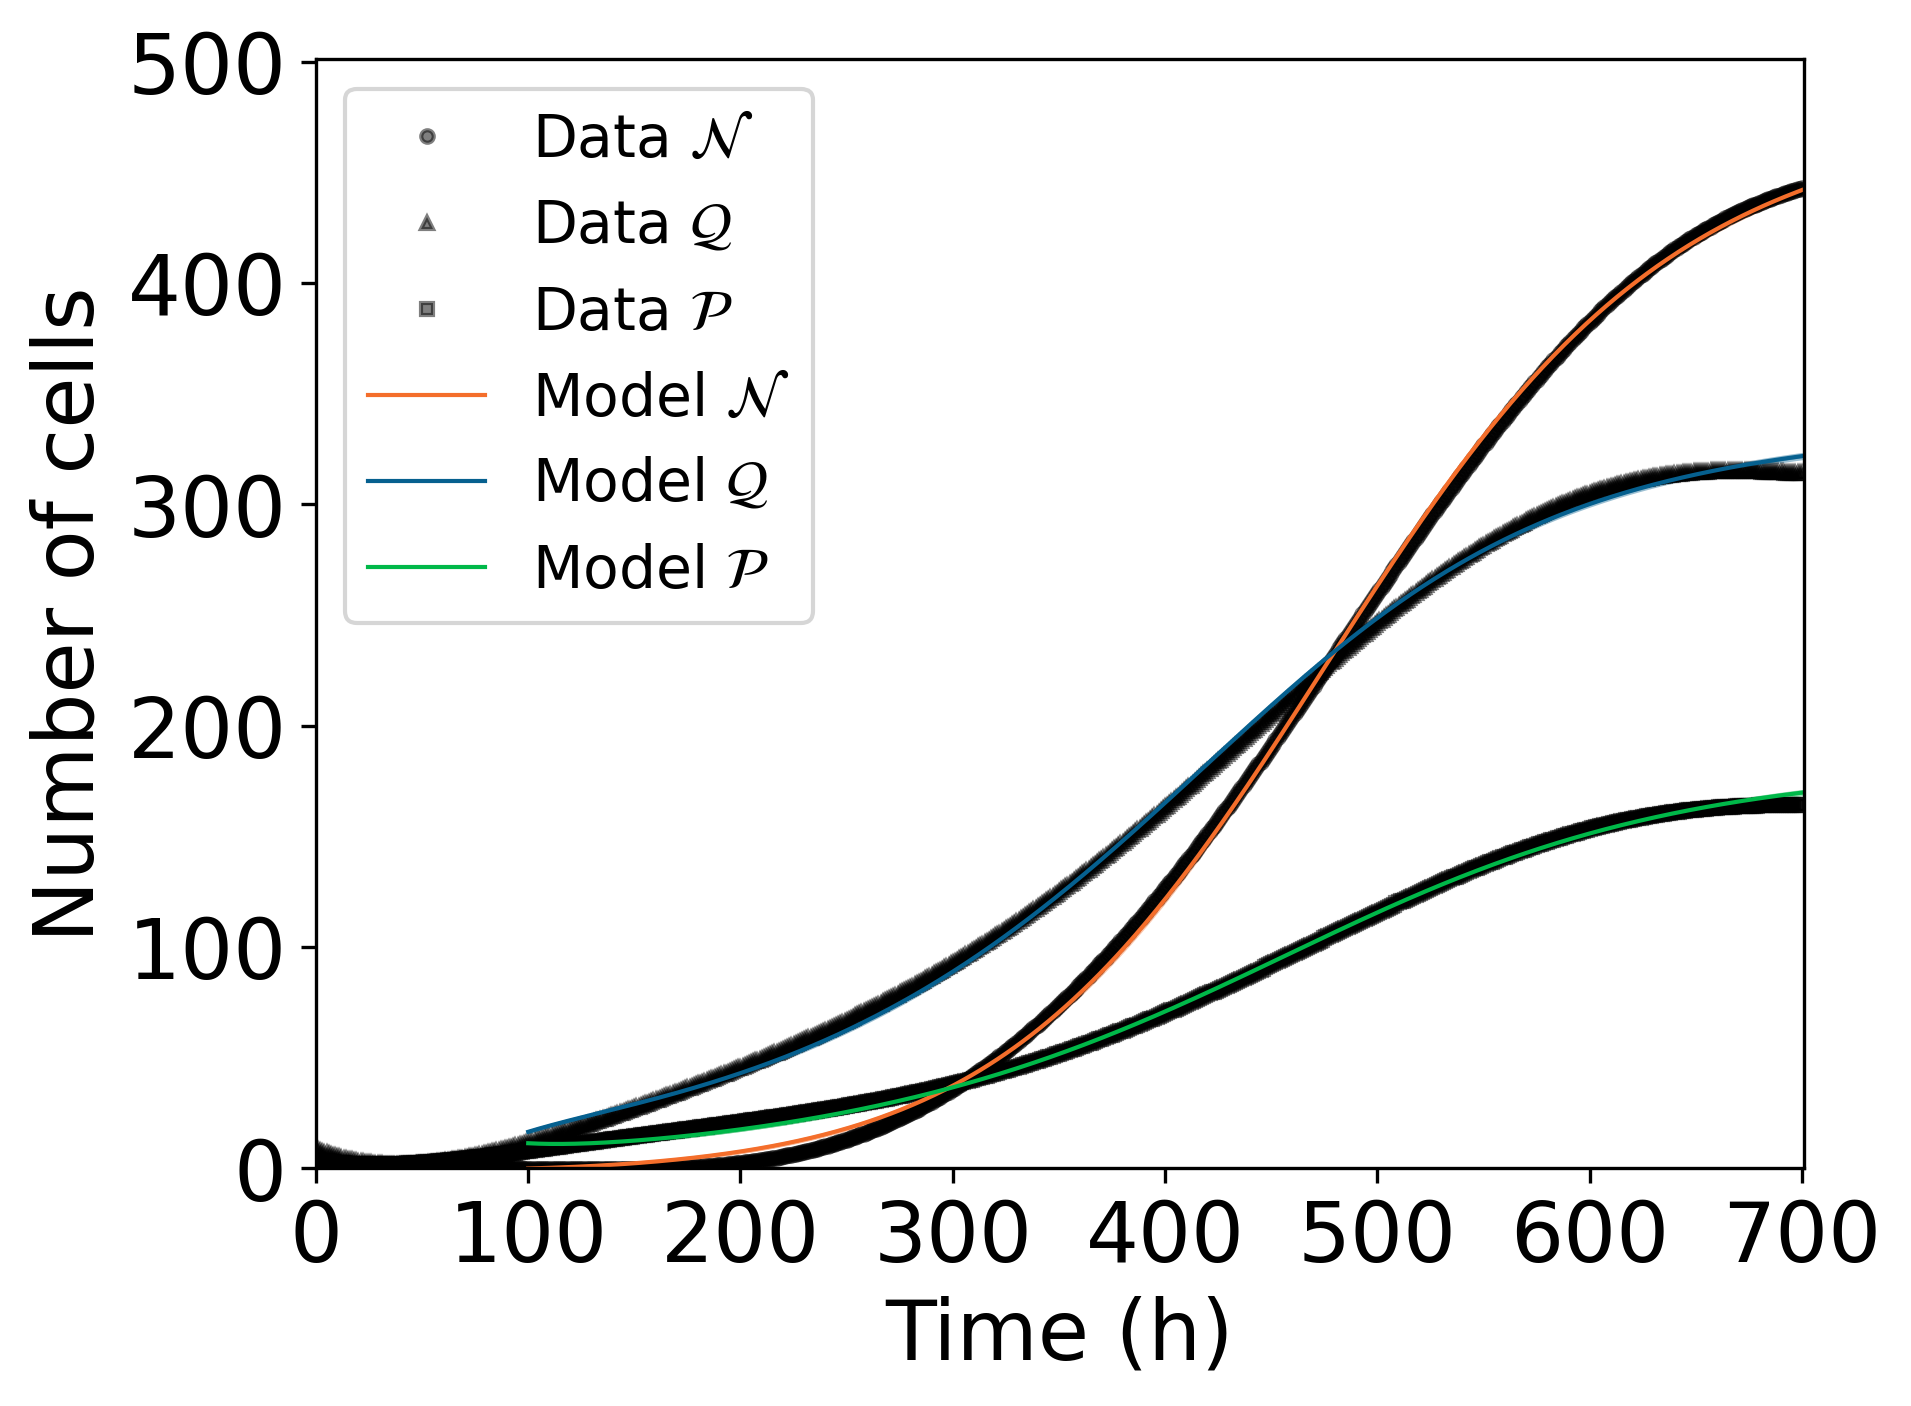 500
400
300
200
100
0
Number of cells
Data 𝒩
Data 𝒬
Data 𝒫
Model 𝒩
Model 𝒬
Model 𝒫
0 100 200 300 400 500 600 700
Time (h)